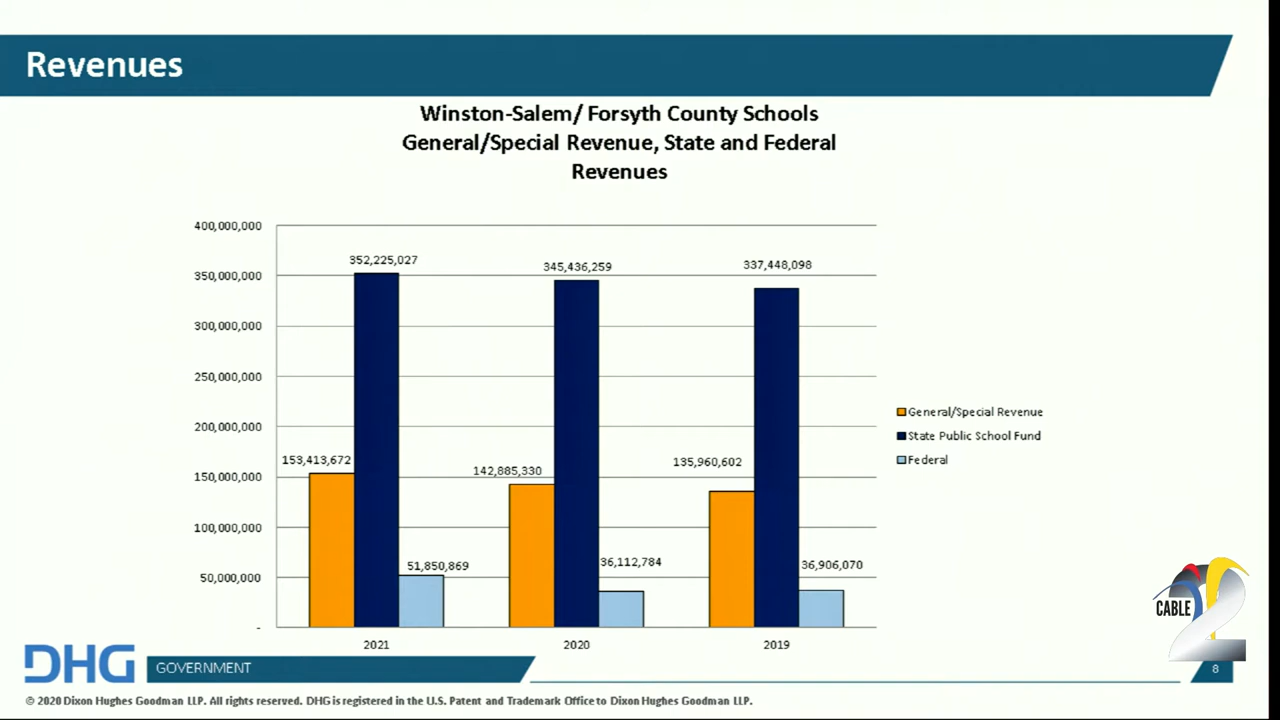 Revenues
Winston-Salem/ Forsyth County Schools
General/Special Revenue, State and Federal
Revenues
400,000,000
350,000,000
300,000,000
250,000,000
200,000,000
150,000,000
100,000,000
50,000,000
-
352,225,027
345,436,259
337,448,098
153,413,672
142,885,330
135,960,602
51,850,869
36,112,784
36,906,070
2021
2020
2019
General/Special Revenue
State Public School Fund
Federal
CABLE 2
DHG
GOVERNMENT
8
© 2020 Dixon Hughes Goodman LLP. All rights reserved. DHG is registered in the U.S. Patent and Trademark Office to Dixon Hughes Goodman LLP.